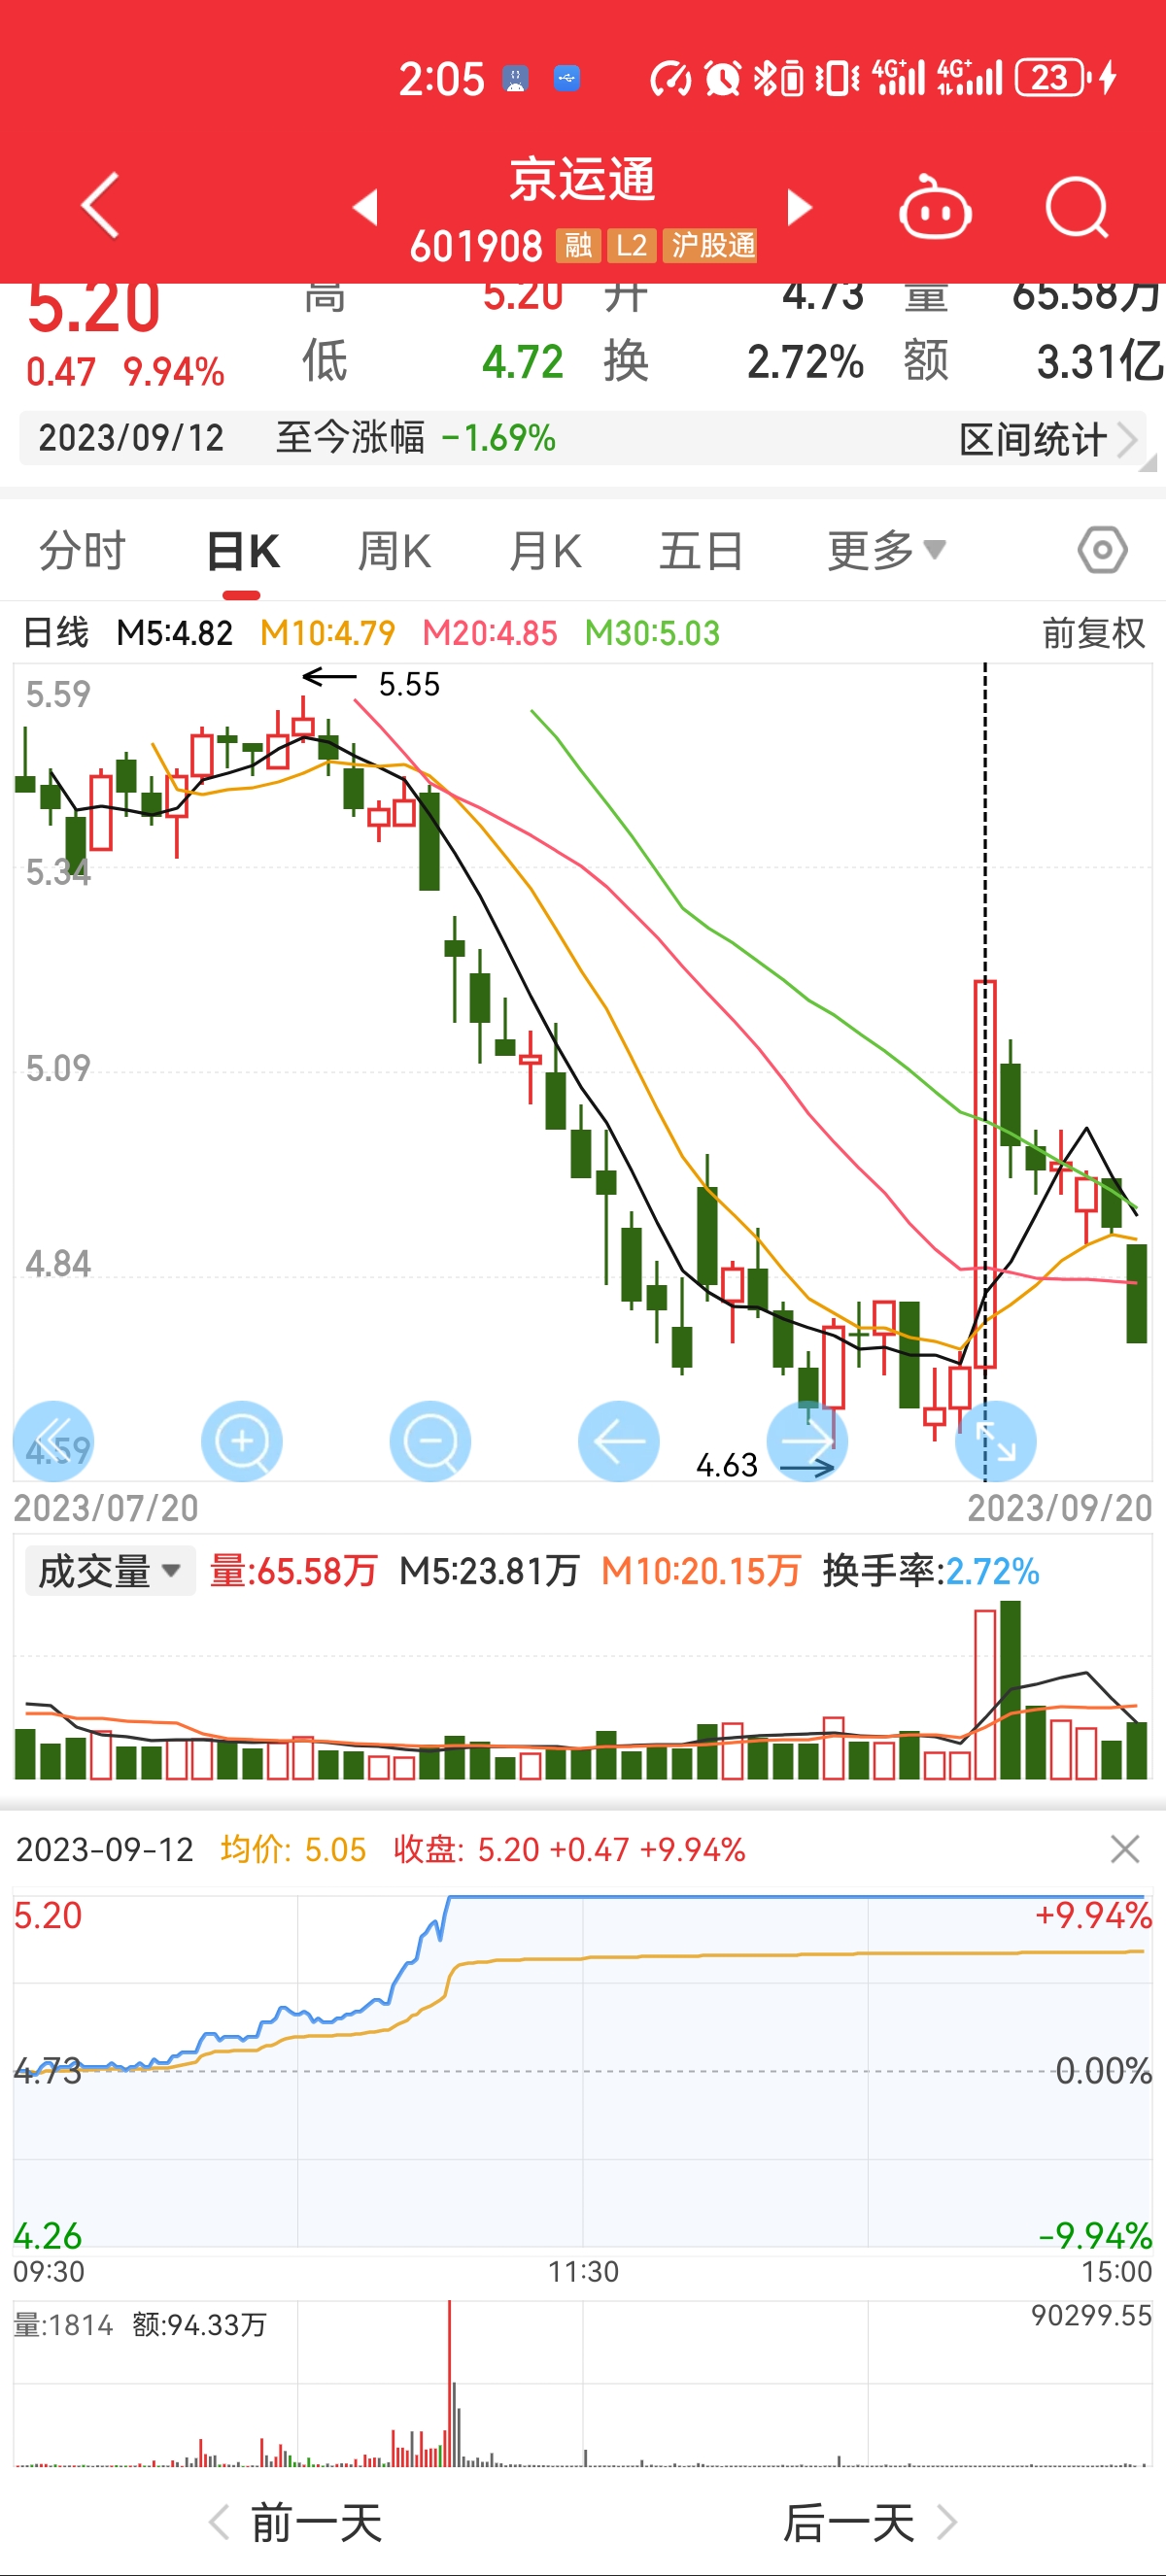 2:05 4G+ 4G+ 23
京运通
601908 融 L2 沪股通
5.20 高 5.20 开 4.73 量 65.58万
0.47 9.94% 低 4.72 换 2.72% 额 3.31亿
2023/09/12 至今涨幅 -1.69% 区间统计
分时 日K 周K 月K 五日 更多
日线 M5:4.82 M10:4.79 M20:4.85 M30:5.03 前复权
5.59
5.55
5.34
5.09
4.84
4.59
4.63
2023/07/20 2023/09/20
成交量 量:65.58万 M5:23.81万 M10:20.15万 换手率:2.72%
2023-09-12 均价: 5.05 收盘: 5.20 +0.47 +9.94%
5.20 +9.94%
4.73 0.00%
4.26 -9.94%
09:30 11:30 15:00
量:1814 额:94.33万 90299.55
前一天 后一天